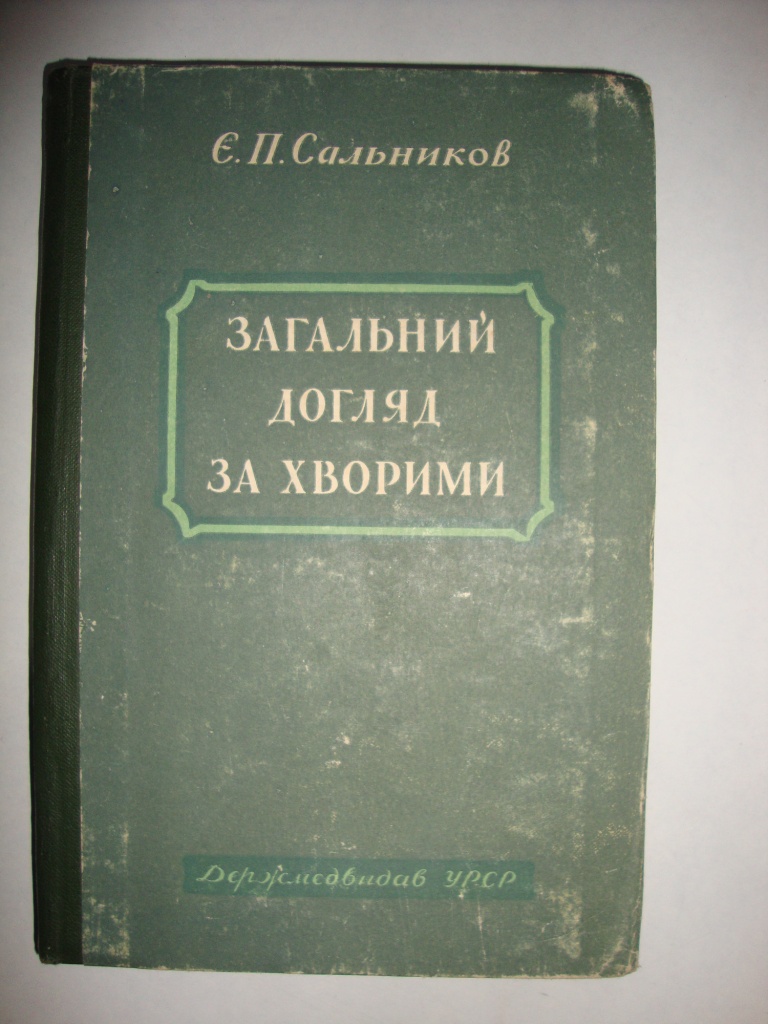 Є. П. Сальников
ЗАГАЛЬНИЙ
ДОГЛЯД
ЗА ХВОРИМИ
Держмедвидав УРСР